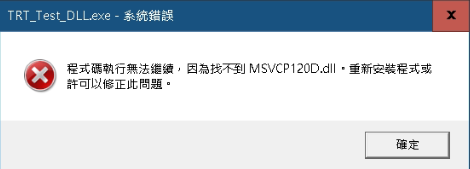 TRT_Test_DLL.exe - 系統錯誤
x
程式碼執行無法繼續，因為找不到 MSVCP120D.dll。重新安裝程式或
許可以修正此問題。
確定